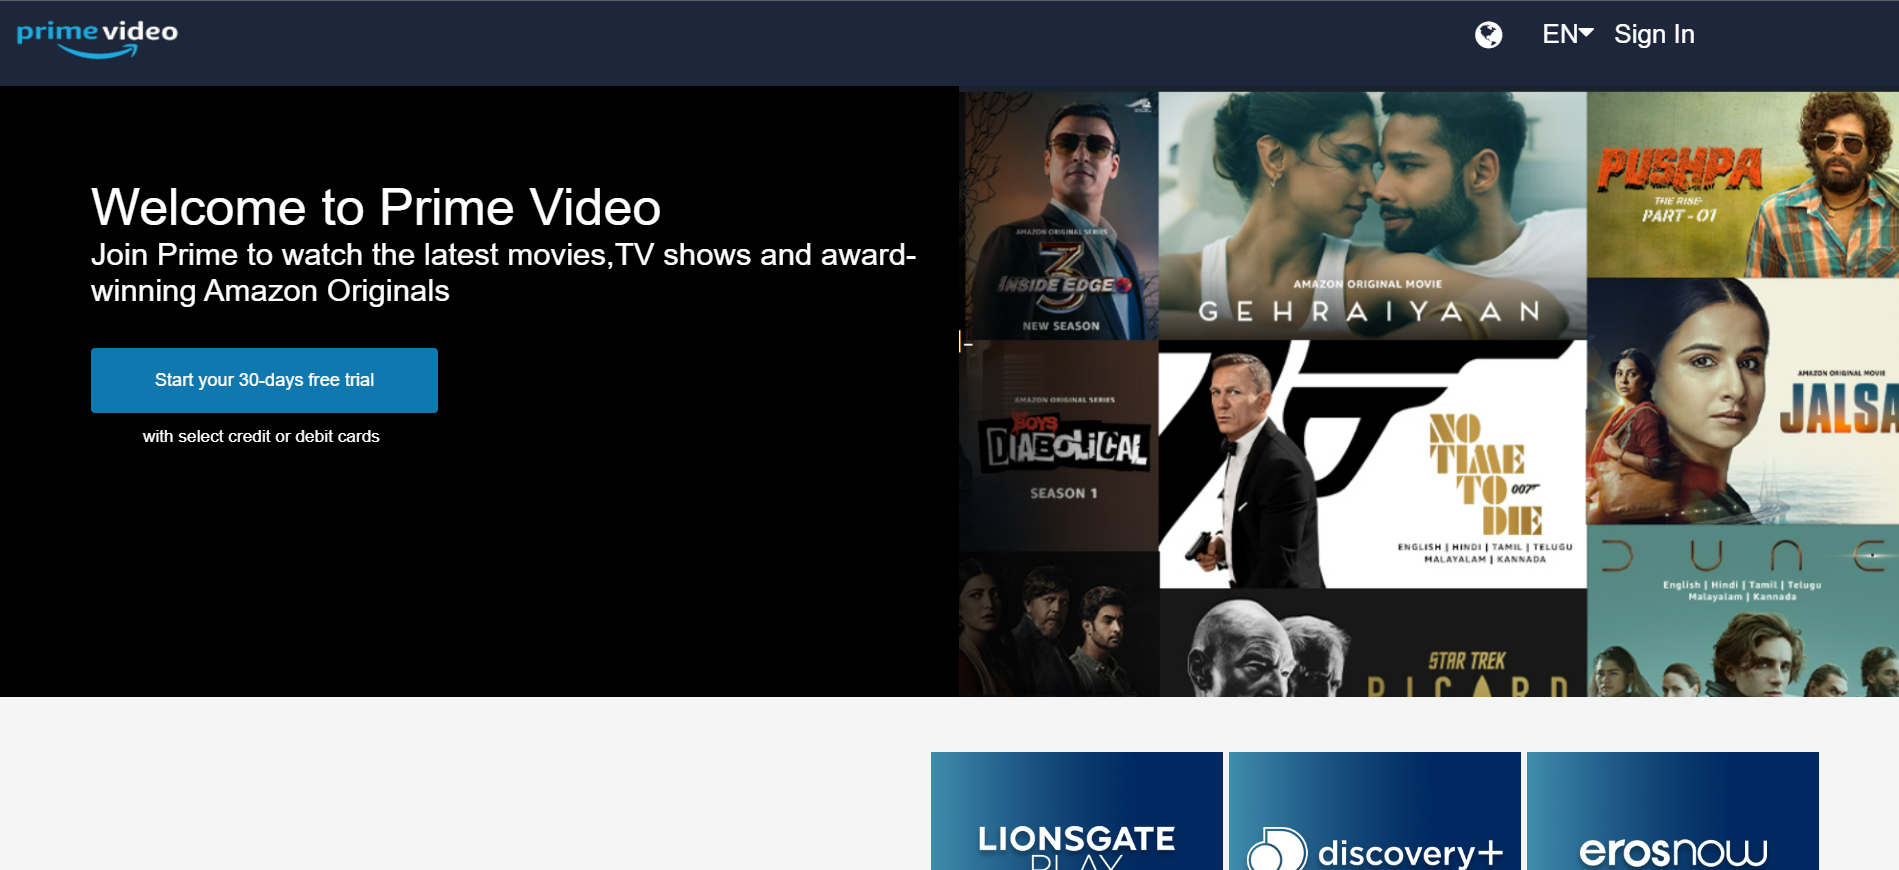 prime video
EN
Sign In
Welcome to Prime Video
Join Prime to watch the latest movies,TV shows and award-
winning Amazon Originals
Start your 30-days free trial
with select credit or debit cards
AMAZON ORIGINAL SERIES
3
INSIDE EDGE
NEW SEASON
AMAZON ORIGINAL MOVIE
GEHRAIYAAN
PUSHPA
THE RISE
PART-01
AMAZON ORIGINAL SERIES
THE BOYS
DIABOLICAL
SEASON 1
NO
TIME
TO
DIE
007
ENGLISH | HINDI | TAMIL | TELUGU
MALAYALAM | KANNADA
AMAZON ORIGINAL MOVIE
JALSA
DUNE
English | Hindi | Tamil | Telugu
Malayalam | Kannada
STAR TREK
PICARD
LIONSGATE
PLAY
discovery+
erosnow